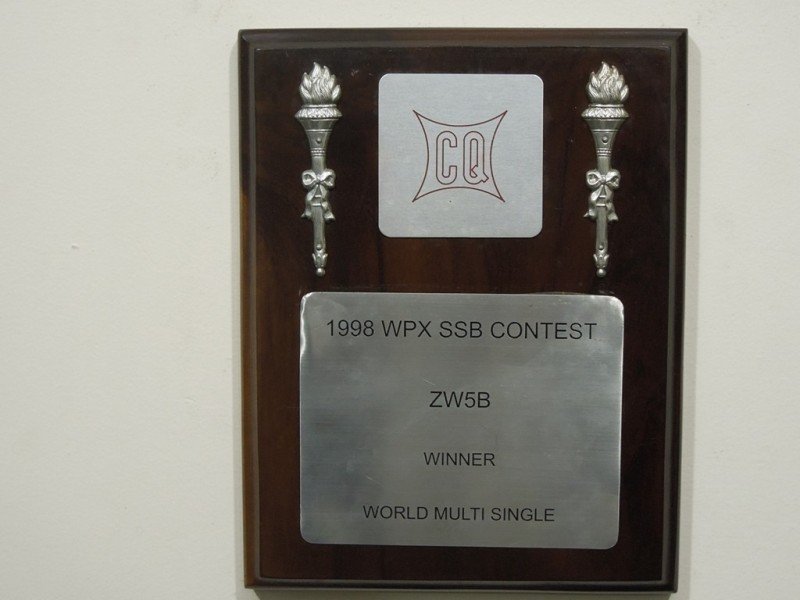 CQ
1998 WPX SSB CONTEST
ZW5B
WINNER
WORLD MULTI SINGLE